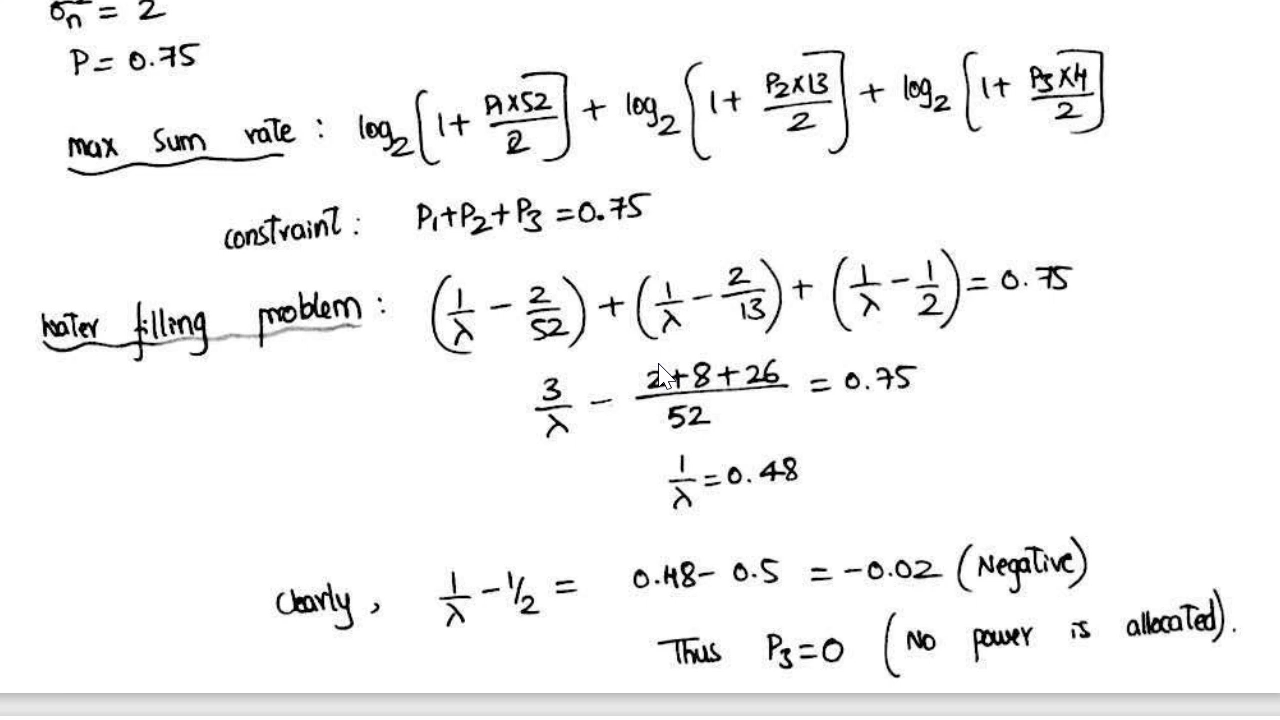 σn² = 2
P = 0.75
max sum rate : log₂[1 + P₁×52/2] + log₂[1 + P₂×13/2] + log₂[1 + P₃×4/2]
constraint : P₁+P₂+P₃ = 0.75
water filling problem : (1/λ − 2/52) + (1/λ − 2/13) + (1/λ − 1/2) = 0.75
3/λ − (2+8+26)/52 = 0.75
1/λ = 0.48
Clearly, 1/λ − 1/2 = 0.48 − 0.5 = −0.02 (Negative)
Thus P₃ = 0 (No power is allocated).